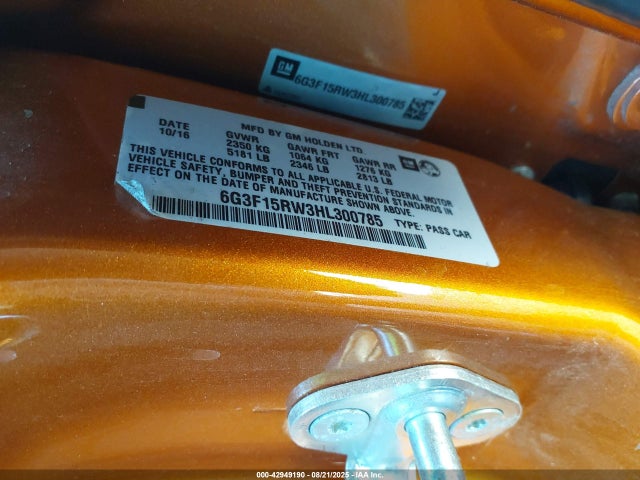 GM
6G3F15RW3HL300785
DATE MFD BY GM HOLDEN LTD
10/16 GVWR GAWR FRT GAWR RR
2350 KG 1064 KG 1276 KG
5181 LB 2346 LB 2813 LB
GM
THIS VEHICLE CONFORMS TO ALL APPLICABLE U.S. FEDERAL MOTOR
VEHICLE SAFETY, BUMPER AND THEFT PREVENTION STANDARDS IN
EFFECT ON THE DATE OF MANUFACTURE SHOWN ABOVE.
6G3F15RW3HL300785 TYPE: PASS CAR
000-42949190 - 08/21/2025 - IAA Inc.